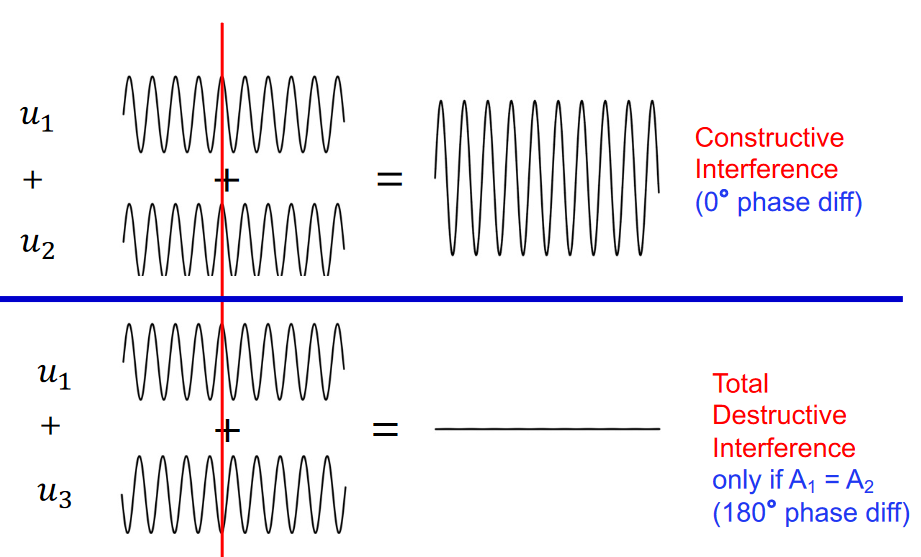 u₁
+
+
=
u₂
Constructive
Interference
(0° phase diff)
u₁
+
+
=
u₃
Total
Destructive
Interference
only if A₁ = A₂
(180° phase diff)